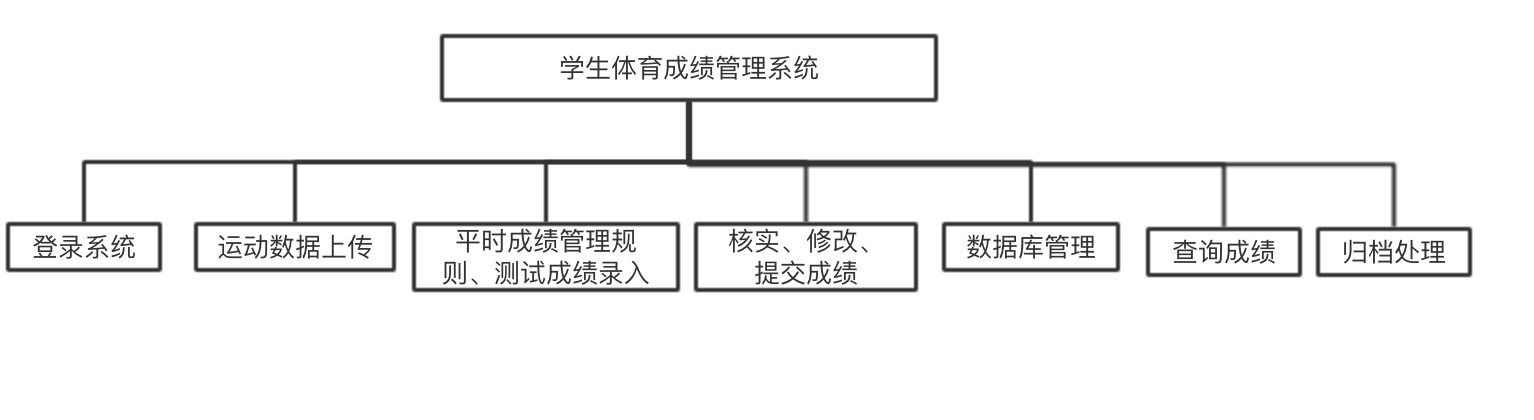 学生体育成绩管理系统
登录系统
运动数据上传
平时成绩管理规
则、测试成绩录入
核实、修改、
提交成绩
数据库管理
查询成绩
归档处理